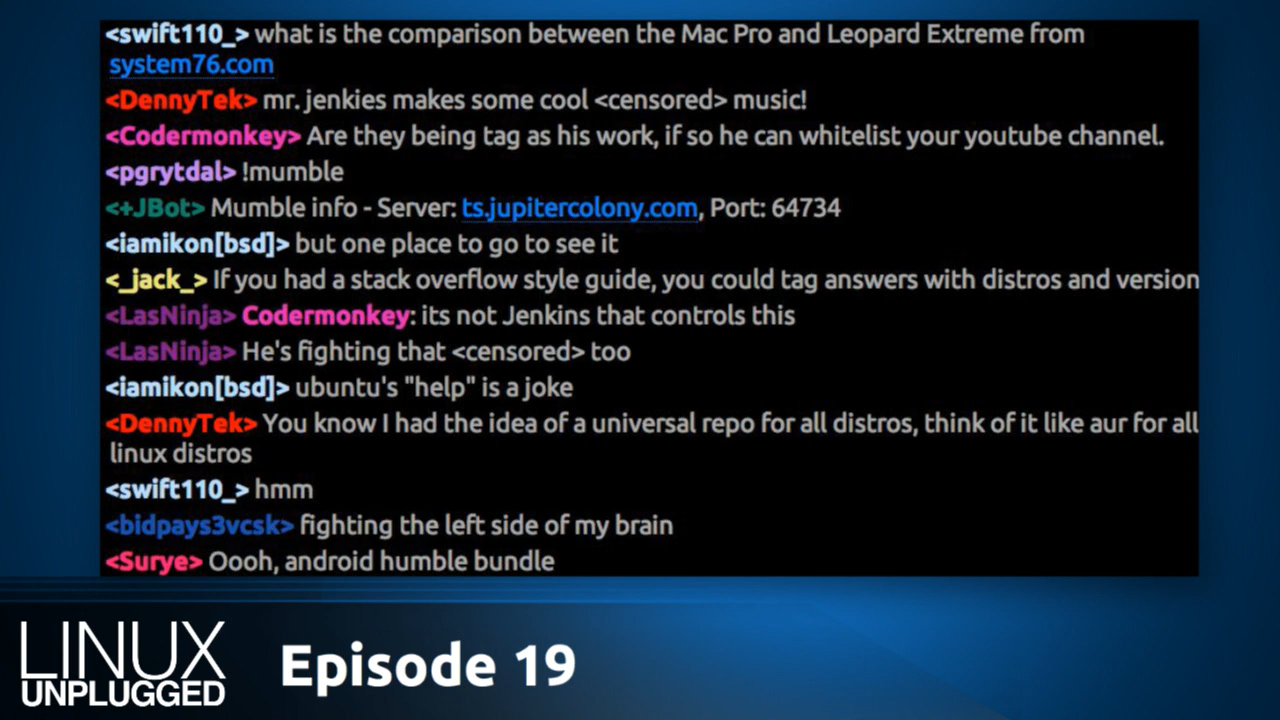 <swift110_> what is the comparison between the Mac Pro and Leopard Extreme from
system76.com
<DennyTek> mr. jenkies makes some cool <censored> music!
<Codermonkey> Are they being tag as his work, if so he can whitelist your youtube channel.
<pgrytdal> !mumble
<+JBot> Mumble info - Server: ts.jupitercolony.com, Port: 64734
<iamikon[bsd]> but one place to go to see it
<_jack_> If you had a stack overflow style guide, you could tag answers with distros and version
<LasNinja> Codermonkey: its not Jenkins that controls this
<LasNinja> He's fighting that <censored> too
<iamikon[bsd]> ubuntu's "help" is a joke
<DennyTek> You know I had the idea of a universal repo for all distros, think of it like aur for all
linux distros
<swift110_> hmm
<bidpays3vcsk> fighting the left side of my brain
<Surye> Oooh, android humble bundle
LINUX
UNPLUGGED
Episode 19